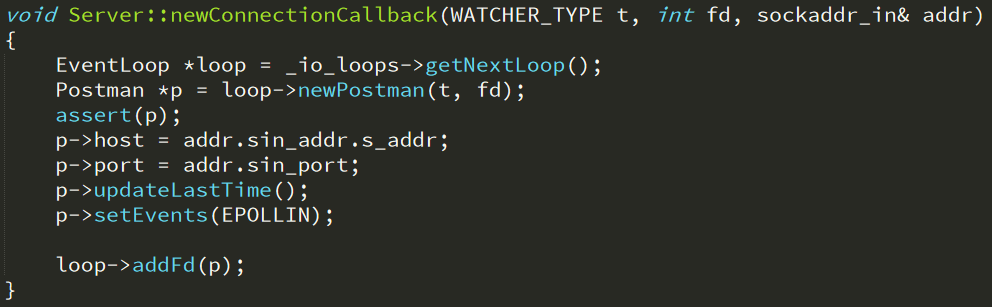 void Server::newConnectionCallback(WATCHER_TYPE t, int fd, sockaddr_in& addr)
{
    EventLoop *loop = _io_loops->getNextLoop();
    Postman *p = loop->newPostman(t, fd);
    assert(p);
    p->host = addr.sin_addr.s_addr;
    p->port = addr.sin_port;
    p->updateLastTime();
    p->setEvents(EPOLLIN);

    loop->addFd(p);
}